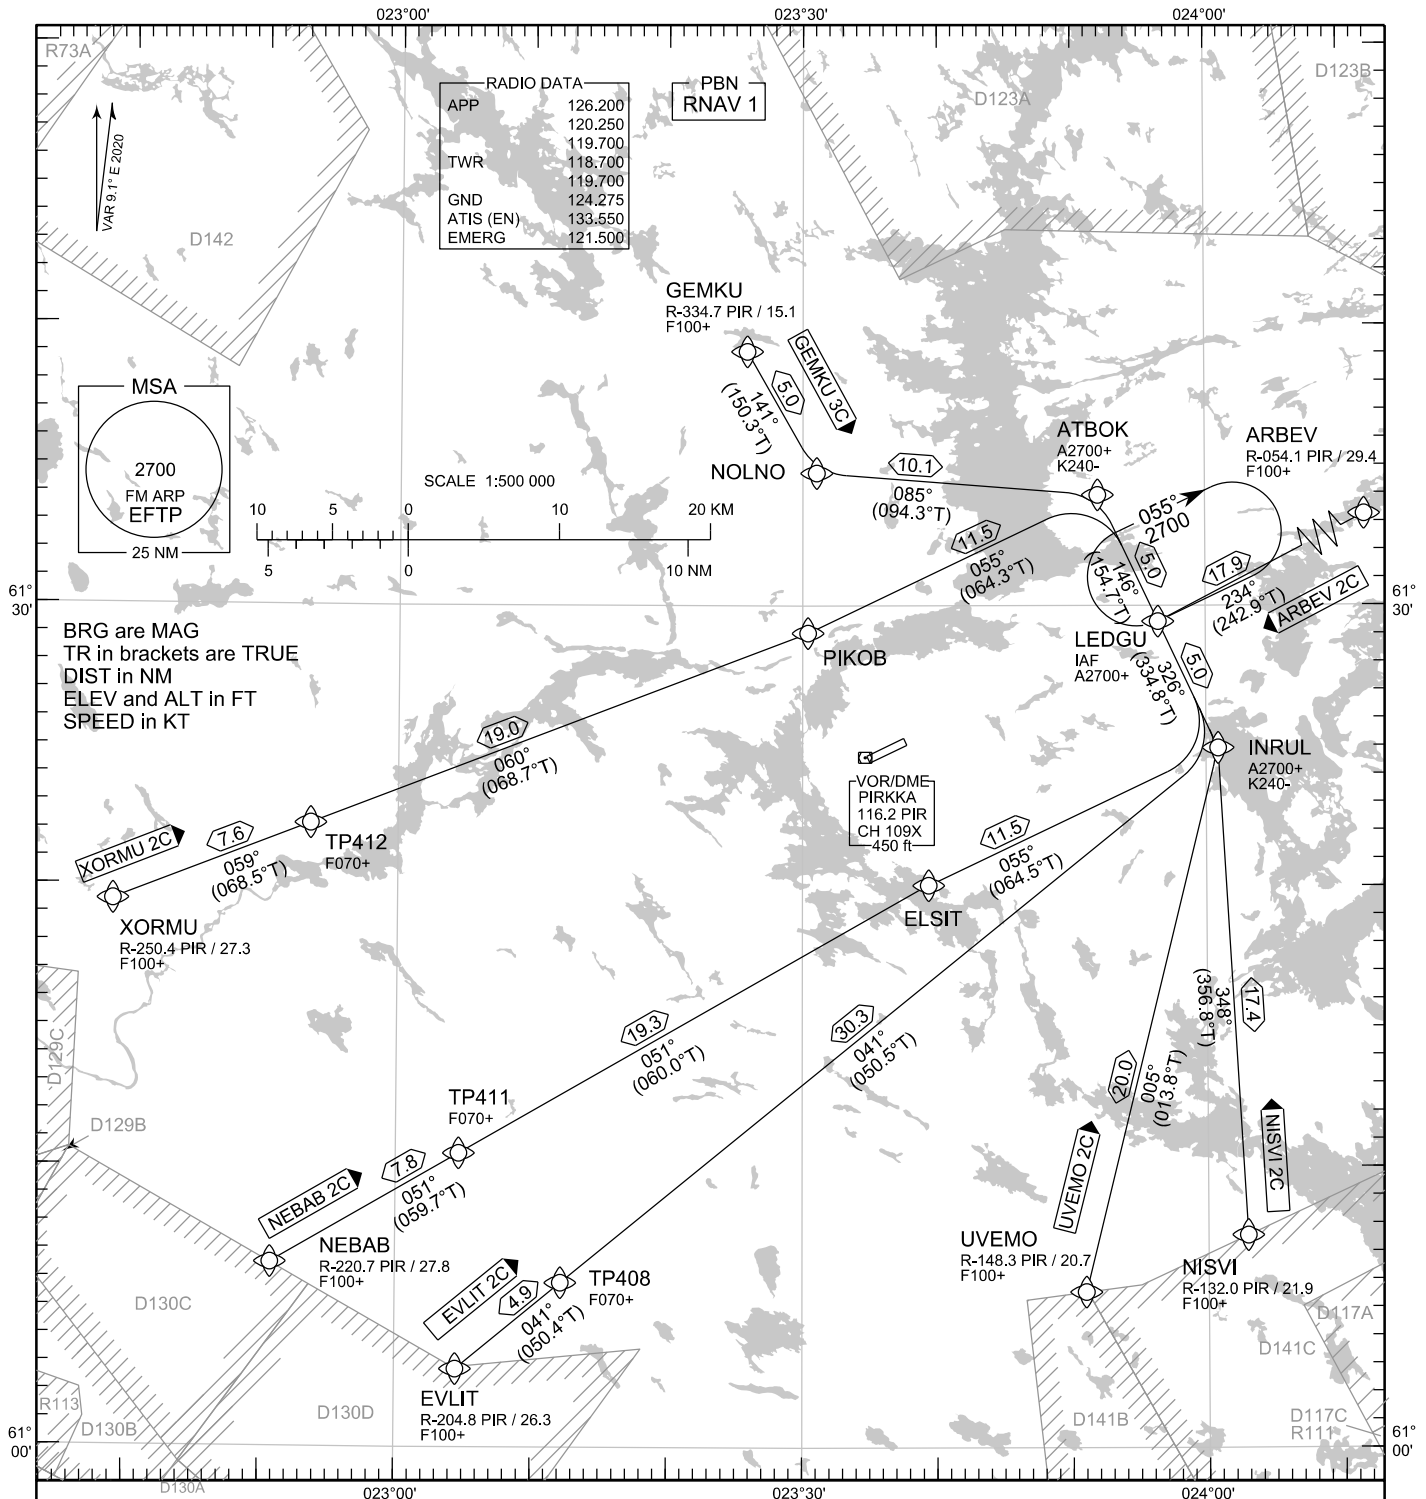 023°00'
023°30'
024°00'
R73A
D123B
D123A
RADIO DATA
APP 126.200
120.250
119.700
TWR 118.700
119.700
GND 124.275
ATIS (EN) 133.550
EMERG 121.500
PBN
RNAV 1
VAR 9.1° E 2020
D142
GEMKU
R-334.7 PIR / 15.1
F100+
GEMKU 3C
5.0
141°
(150.3°T)
MSA
2700
FM ARP
EFTP
25 NM
SCALE 1:500 000
10 5 0 10 20 KM
5 0 10 NM
NOLNO
10.1
085°
(094.3°T)
ATBOK
A2700+
K240-
ARBEV
R-054.1 PIR / 29.4
F100+
055°
2700
11.5
055°
(064.3°T)
5.0
146°
(154.7°T)
17.9
234°
(242.9°T)
ARBEV 2C
61°
30'
61°
30'
BRG are MAG
TR in brackets are TRUE
DIST in NM
ELEV and ALT in FT
SPEED in KT
PIKOB
LEDGU
IAF
A2700+
5.0
326°
(334.8°T)
19.0
060°
(068.7°T)
INRUL
A2700+
K240-
VOR/DME
PIRKKA
116.2 PIR
CH 109X
450 ft
XORMU 2C
7.6
059°
(068.5°T)
TP412
F070+
11.5
055°
(064.5°T)
ELSIT
XORMU
R-250.4 PIR / 27.3
F100+
D129C
19.3
051°
(060.0°T)
30.3
041°
(050.5°T)
348°
(356.8°T)
17.4
20.0
005°
(013.8°T)
D129B
TP411
F070+
NEBAB 2C
7.8
051°
(059.7°T)
UVEMO 2C
NISVI 2C
NEBAB
R-220.7 PIR / 27.8
F100+
EVLIT 2C
4.9
041°
(050.4°T)
TP408
F070+
UVEMO
R-148.3 PIR / 20.7
F100+
NISVI
R-132.0 PIR / 21.9
F100+
D130C
D117A
D141C
EVLIT
R-204.8 PIR / 26.3
F100+
R113
D130B
D130D
D141B
D117C
R111
61°
00'
61°
00'
D130A
023°00'
023°30'
024°00'